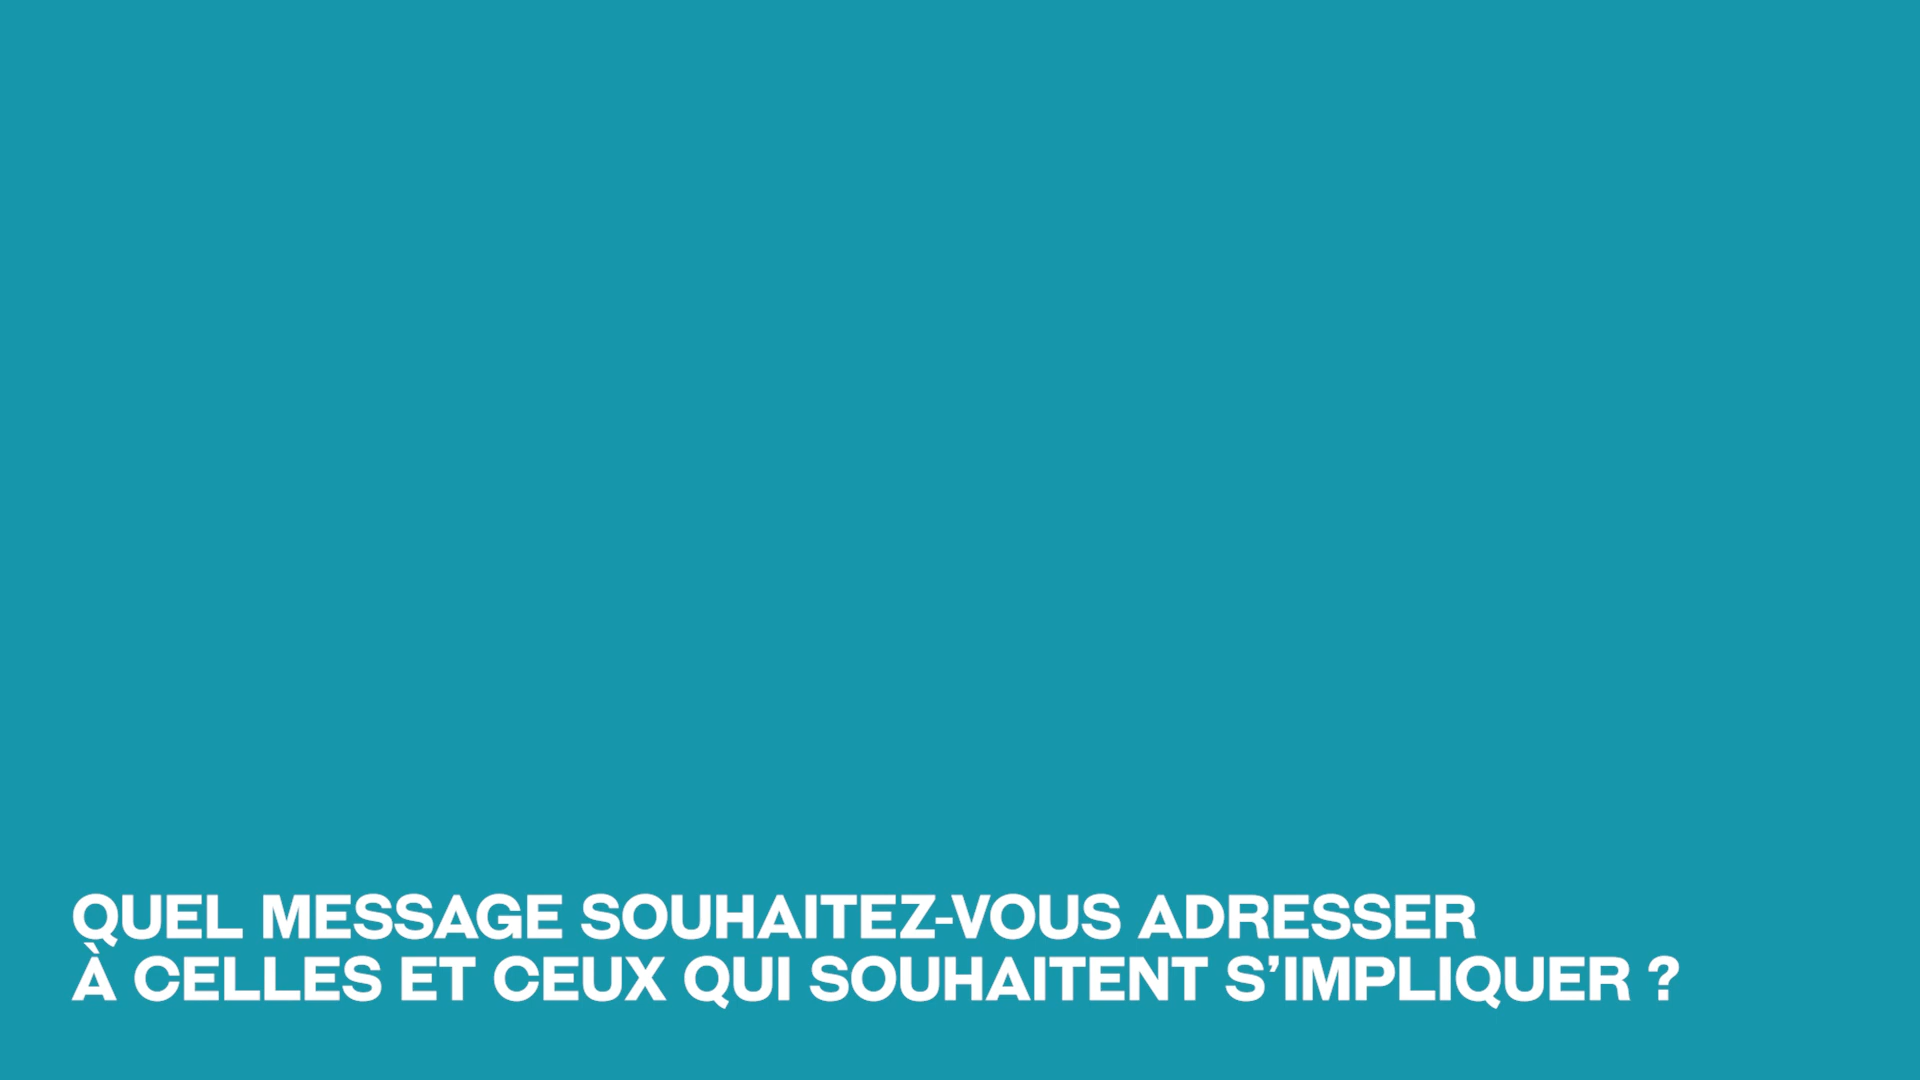 QUEL MESSAGE SOUHAITEZ-VOUS ADRESSER
À CELLES ET CEUX QUI SOUHAITENT S’IMPLIQUER ?